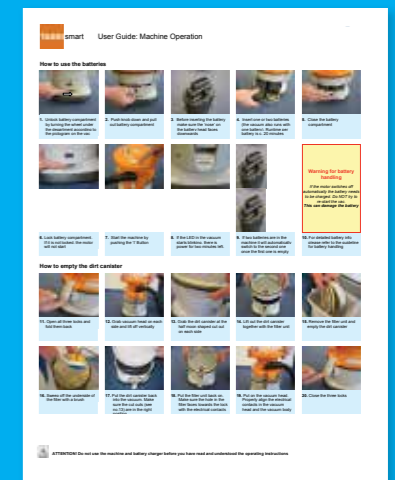 smart
User Guide: Machine Operation
How to use the batteries
1. Unlock battery compartment
by turning the wheel under
the department according to
the pictogram on the vac
2. Push knob down and pull
out battery compartment
3. Before inserting the battery
make sure the 'nose' on
the battery head faces
downwards
4. Insert one or two batteries
(the vacuum also runs with
one battery). Runtime per
battery is c. 20 minutes
5. Close the battery
compartment
Warning for battery
handling
If the motor switches off
automatically the battery needs
to be charged. Do NOT try to
re-start the vac.
This can damage the battery
6. Lock battery compartment.
If it is not locked, the motor
will not start
7. Start the machine by
pushing the 'I' Button
8. If the LED in the vacuum
starts blinking, there is
power for two minutes left.
9. If two batteries are in the
machine it will automatically
switch to the second one
once the first one is empty
10. For detailed battery info
please refer to the guideline
for battery handling
How to empty the dirt canister
11. Open all three locks and
fold them back
12. Grab vacuum head on each
side and lift off vertically
13. Grab the dirt canister at the
half moon shaped cut out
on each side
14. Lift out the dirt canister
together with the filter unit
15. Remove the filter unit and
empty the dirt canister
16. Sweep off the underside of
the filter with a brush
17. Put the dirt canister back
into the vacuum. Make
sure the cut outs (see
no.13) are in the right
18. Put the filter unit back on.
Make sure the hole in the
filter faces towards the lock
with the electrical contacts
19. Put on the vacuum head.
Properly align the electrical
contacts in the vacuum
head and the vacuum body
20. Close the three locks
ATTENTION! Do not use the machine and battery charger before you have read and understood the operating instructions